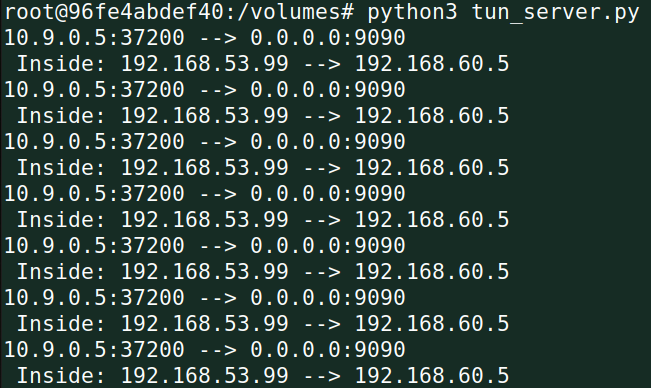 root@96fe4abdef40:/volumes# python3 tun_server.py
10.9.0.5:37200 --> 0.0.0.0:9090
 Inside: 192.168.53.99 --> 192.168.60.5
10.9.0.5:37200 --> 0.0.0.0:9090
 Inside: 192.168.53.99 --> 192.168.60.5
10.9.0.5:37200 --> 0.0.0.0:9090
 Inside: 192.168.53.99 --> 192.168.60.5
10.9.0.5:37200 --> 0.0.0.0:9090
 Inside: 192.168.53.99 --> 192.168.60.5
10.9.0.5:37200 --> 0.0.0.0:9090
 Inside: 192.168.53.99 --> 192.168.60.5
10.9.0.5:37200 --> 0.0.0.0:9090
 Inside: 192.168.53.99 --> 192.168.60.5
10.9.0.5:37200 --> 0.0.0.0:9090
 Inside: 192.168.53.99 --> 192.168.60.5